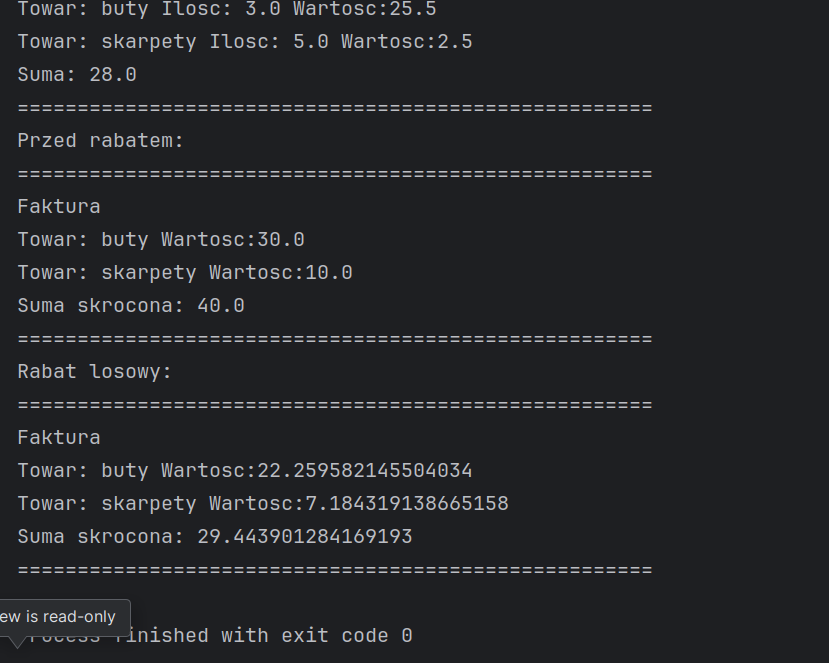 Towar: buty Ilosc: 3.0 Wartosc:25.5
Towar: skarpety Ilosc: 5.0 Wartosc:2.5
Suma: 28.0
=====================================================
Przed rabatem:
=====================================================
Faktura
Towar: buty Wartosc:30.0
Towar: skarpety Wartosc:10.0
Suma skrocona: 40.0
=====================================================
Rabat losowy:
=====================================================
Faktura
Towar: buty Wartosc:22.259582145504034
Towar: skarpety Wartosc:7.184319138665158
Suma skrocona: 29.443901284169193
=====================================================
ew is read-only
Process finished with exit code 0